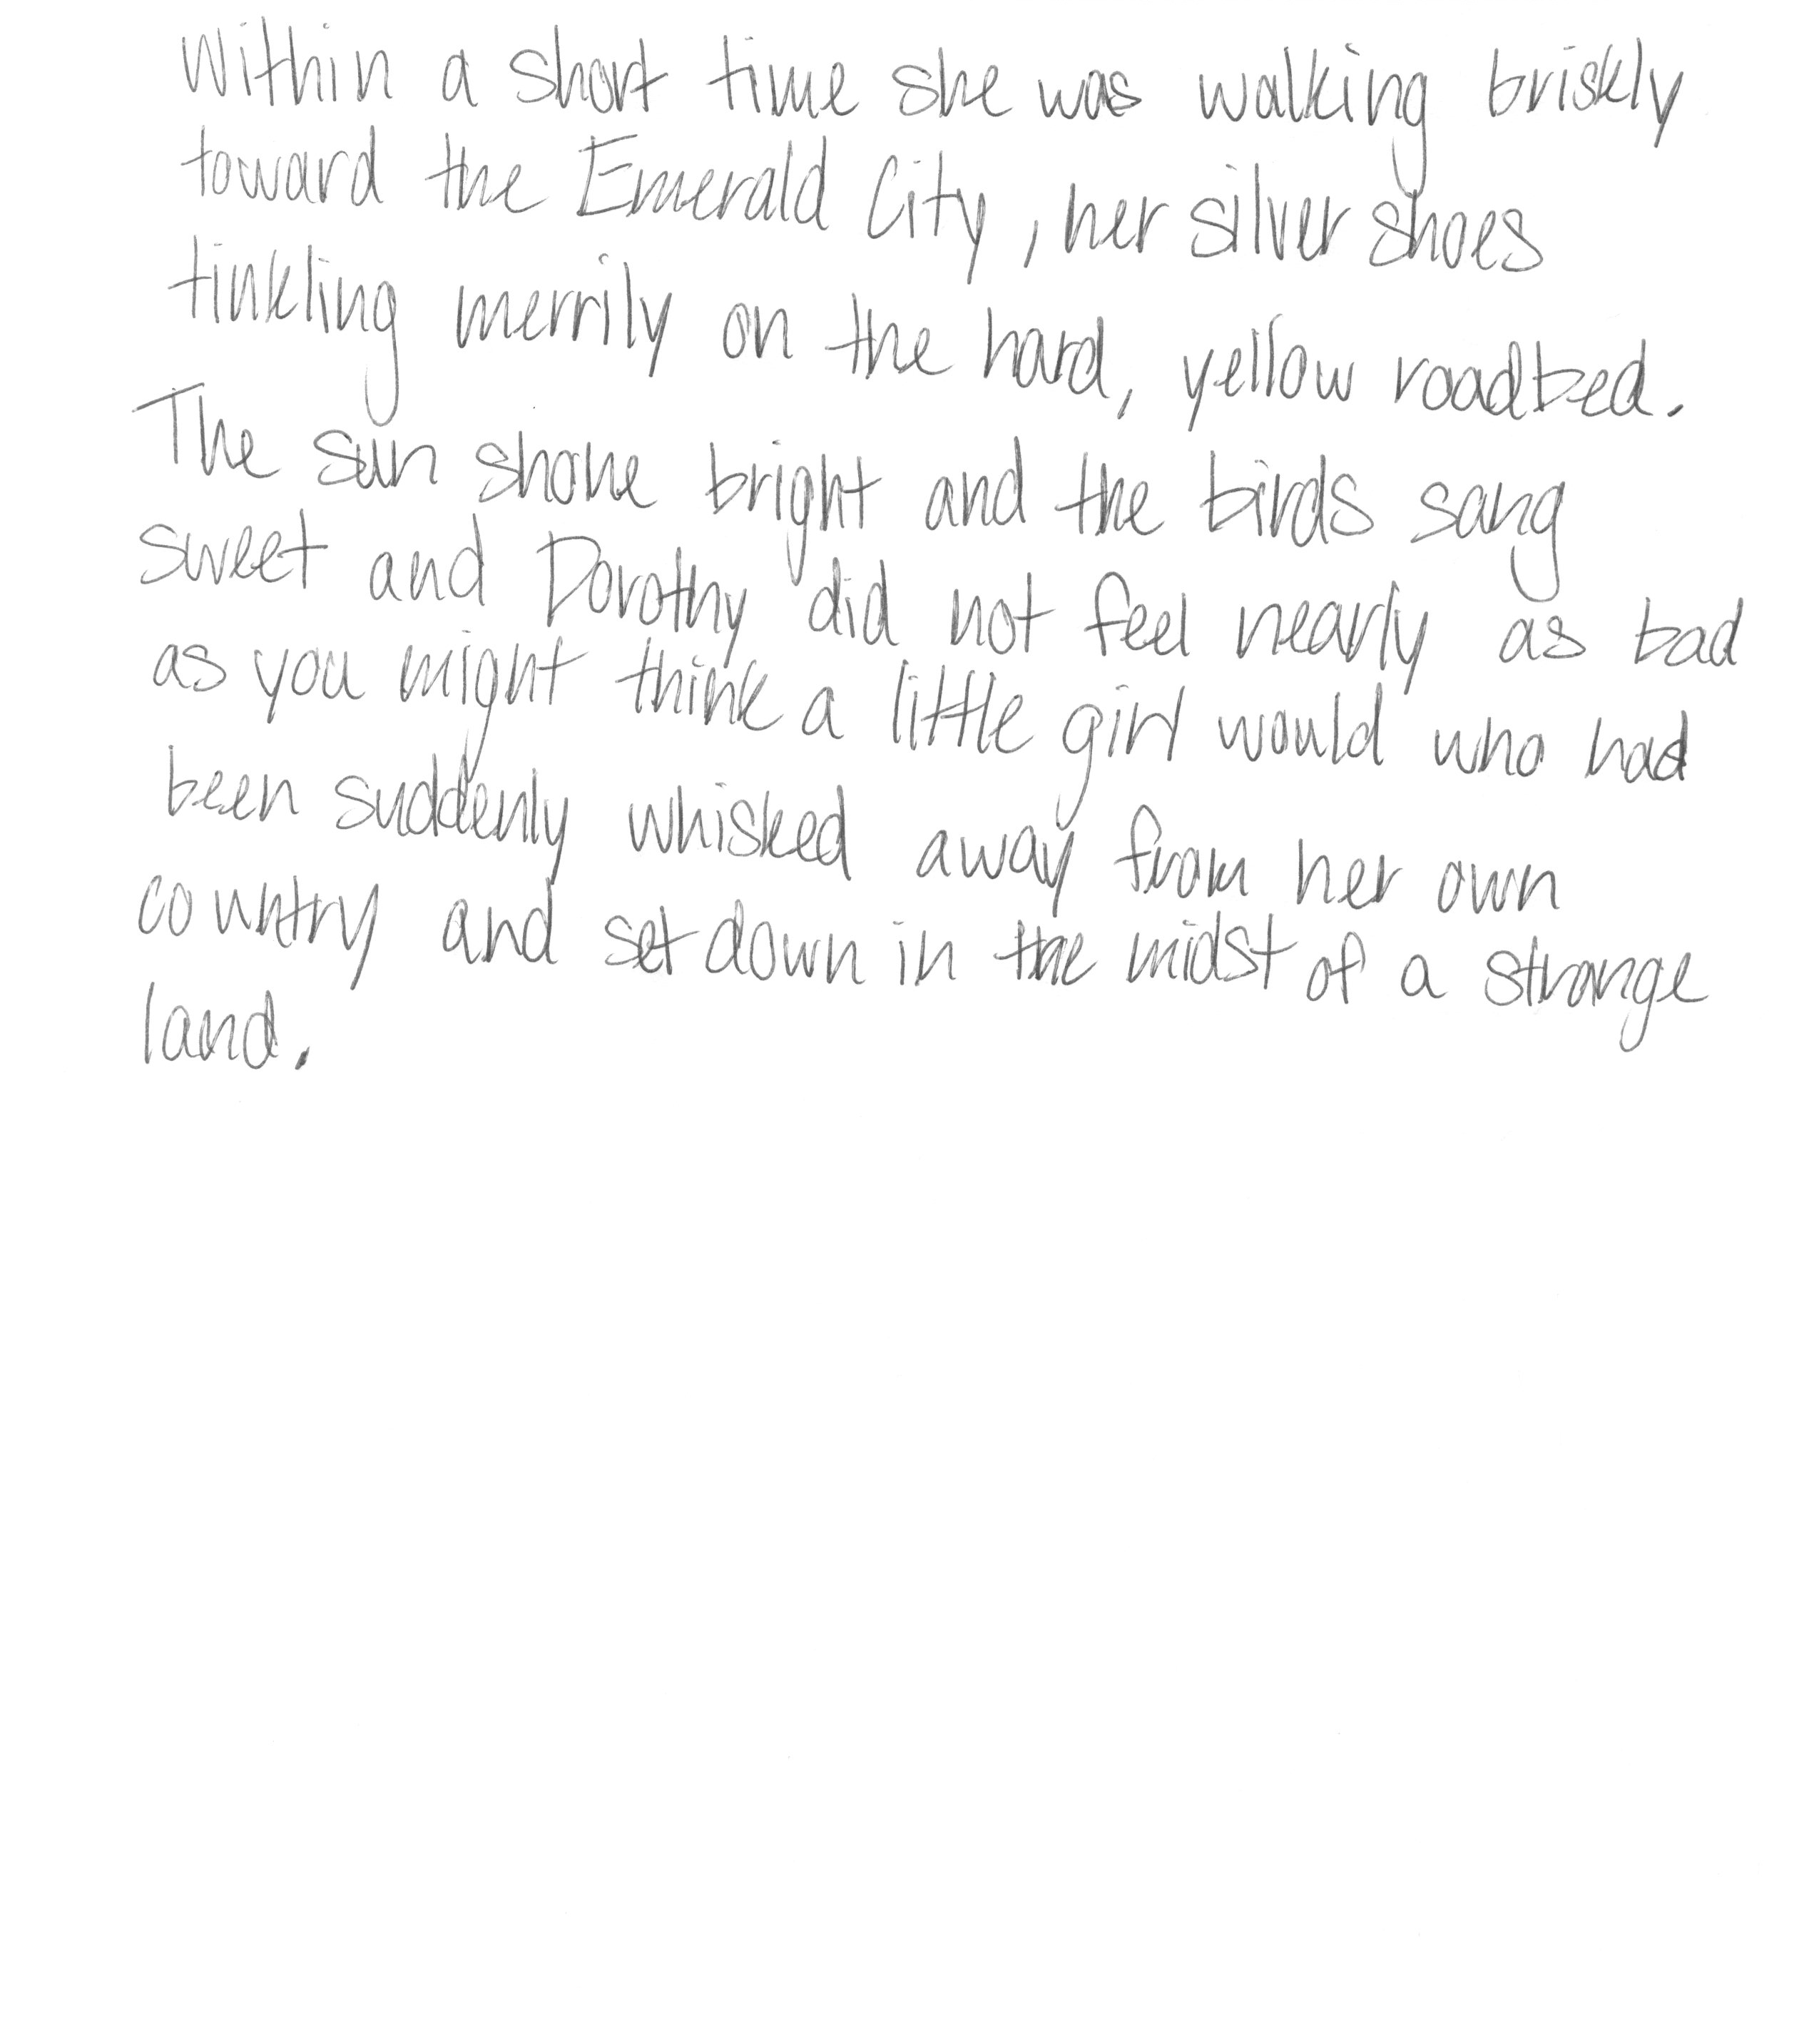 Within a short time she was walking briskly
toward the Emerald City, her silver shoes
tinkling merrily on the hard, yellow roadbed.
The sun shone bright and the birds sang
sweet and Dorothy did not feel nearly as bad
as you might think a little girl would who had
been suddenly whisked away from her own
country and set down in the midst of a strange
land.